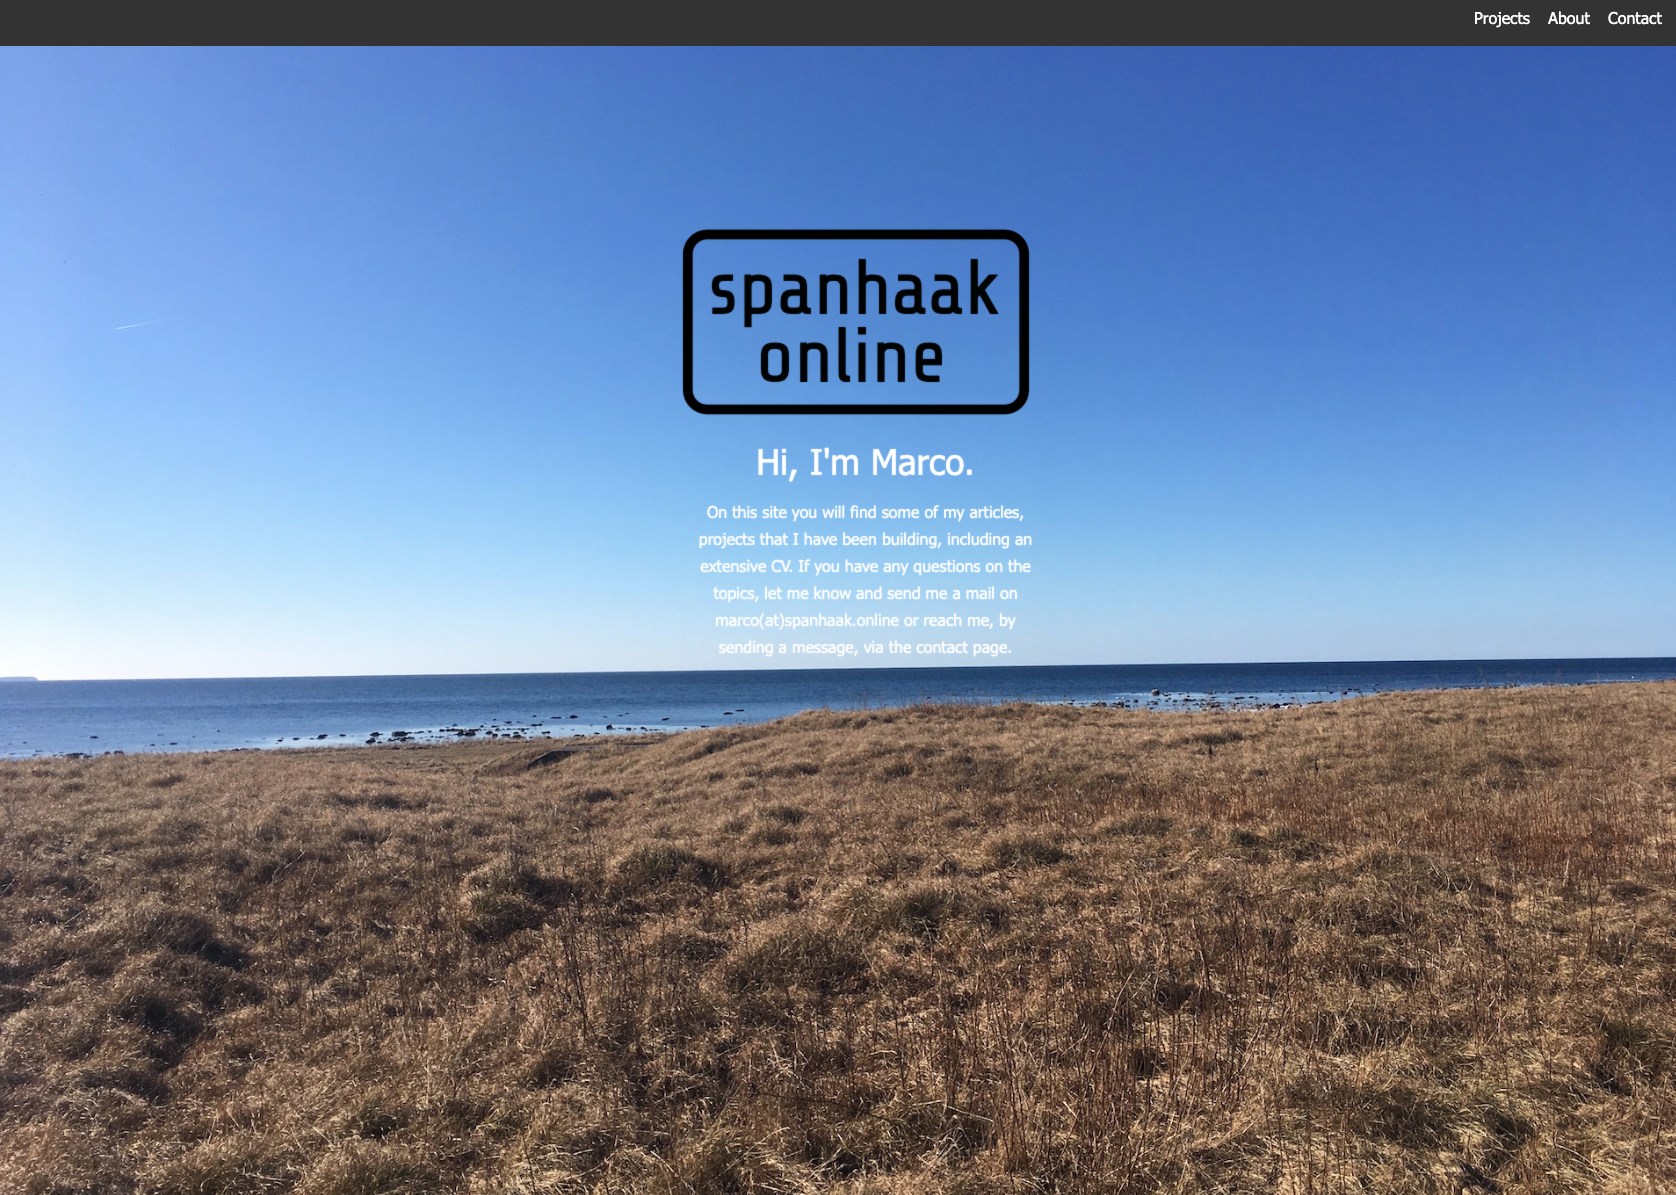 Projects About Contact
spanhaak
online
Hi, I'm Marco.
On this site you will find some of my articles,
projects that I have been building, including an
extensive CV. If you have any questions on the
topics, let me know and send me a mail on
marco(at)spanhaak.online or reach me, by
sending a message, via the contact page.